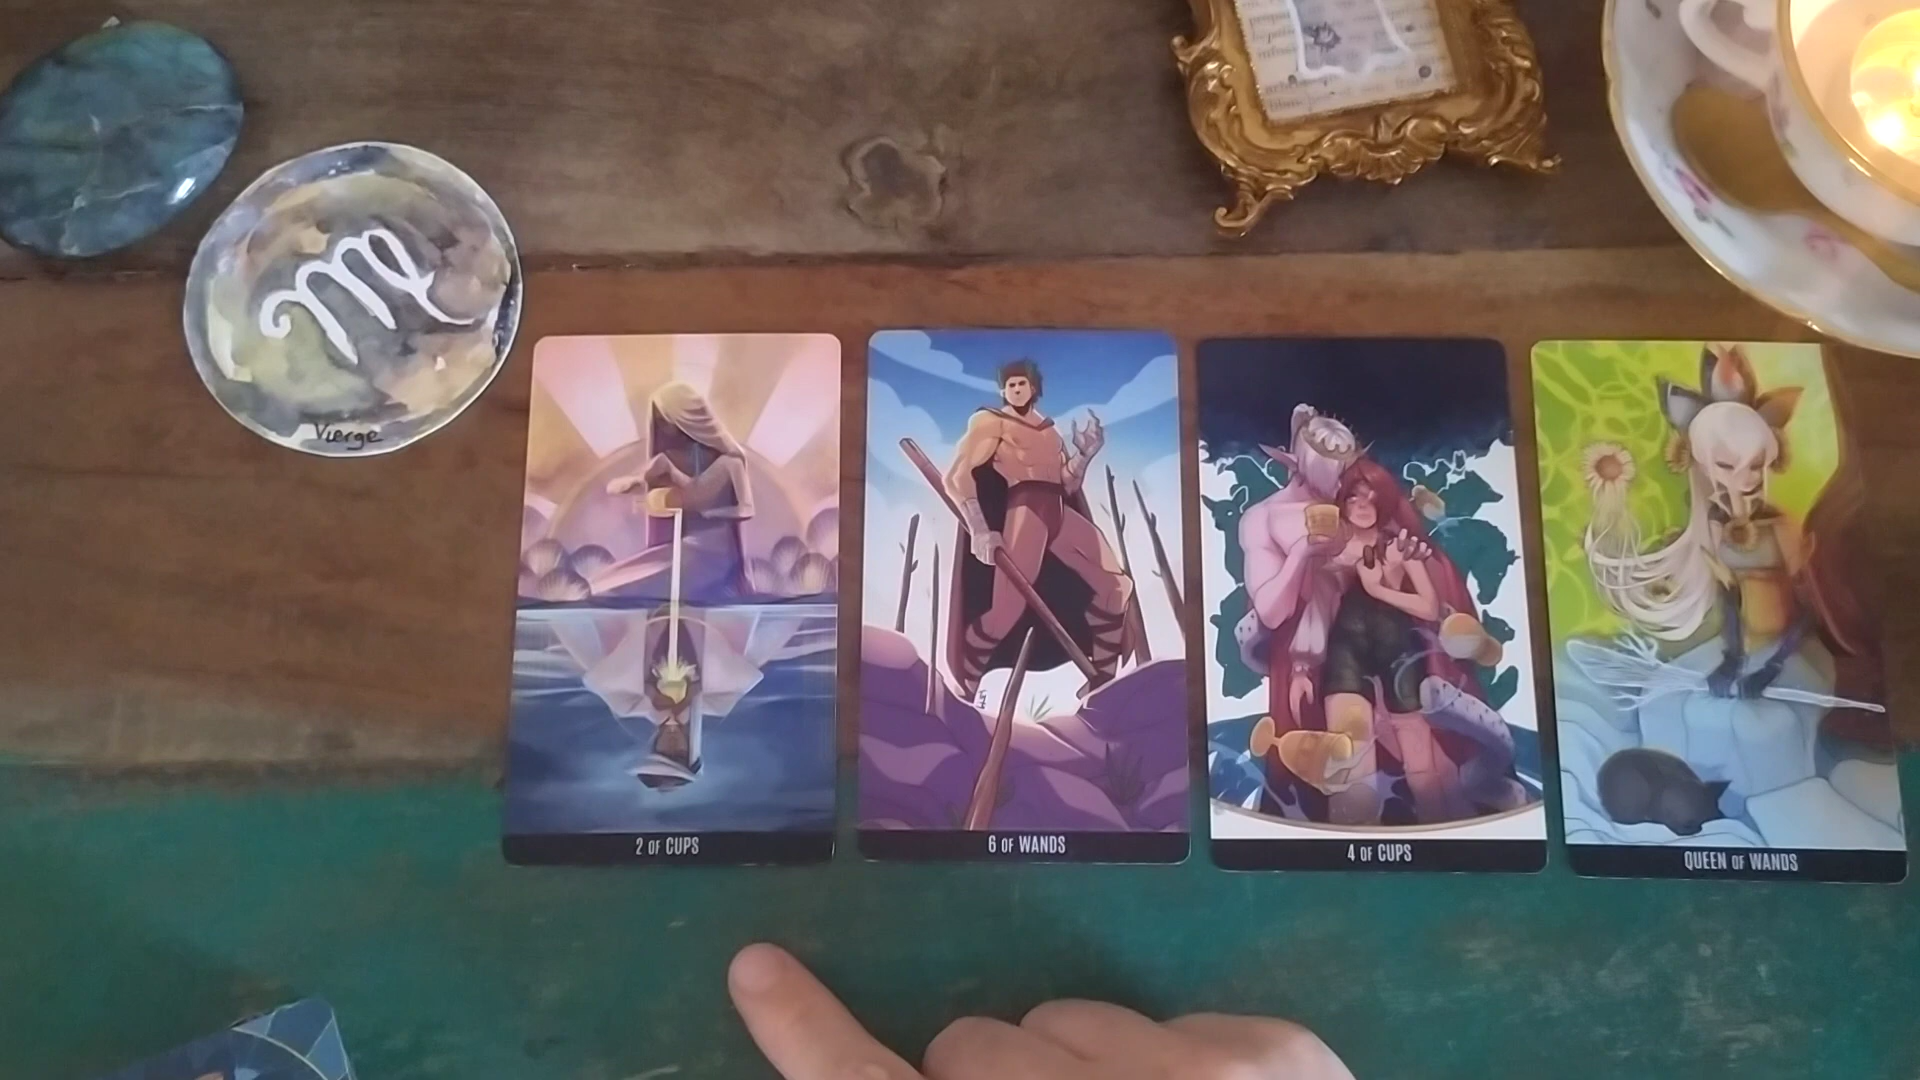 Vierge
2 OF CUPS
6 OF WANDS
4 OF CUPS
QUEEN OF WANDS